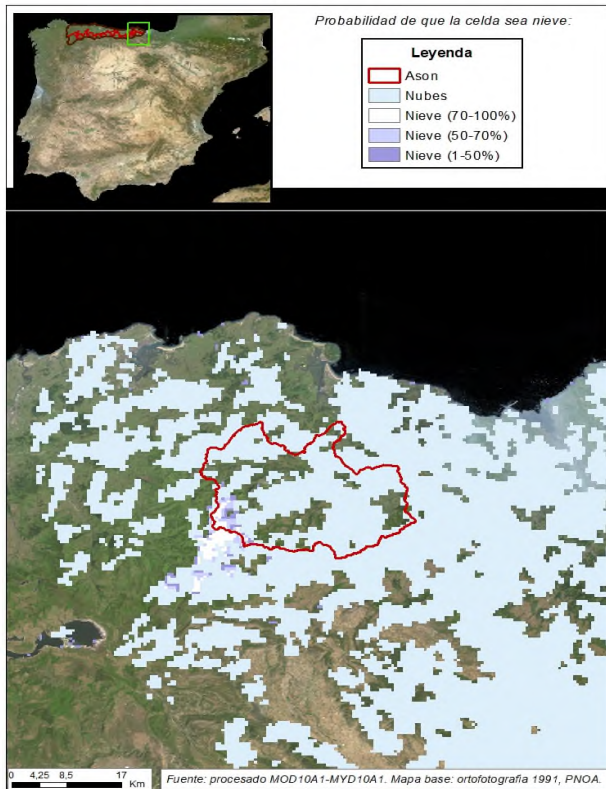 Probabilidad de que la celda sea nieve:
Leyenda
Ason
Nubes
Nieve (70-100%)
Nieve (50-70%)
Nieve (1-50%)
0 4,25 8,5 17
Km
Fuente: procesado MOD10A1-MYD10A1. Mapa base: ortofotografia 1991, PNOA.